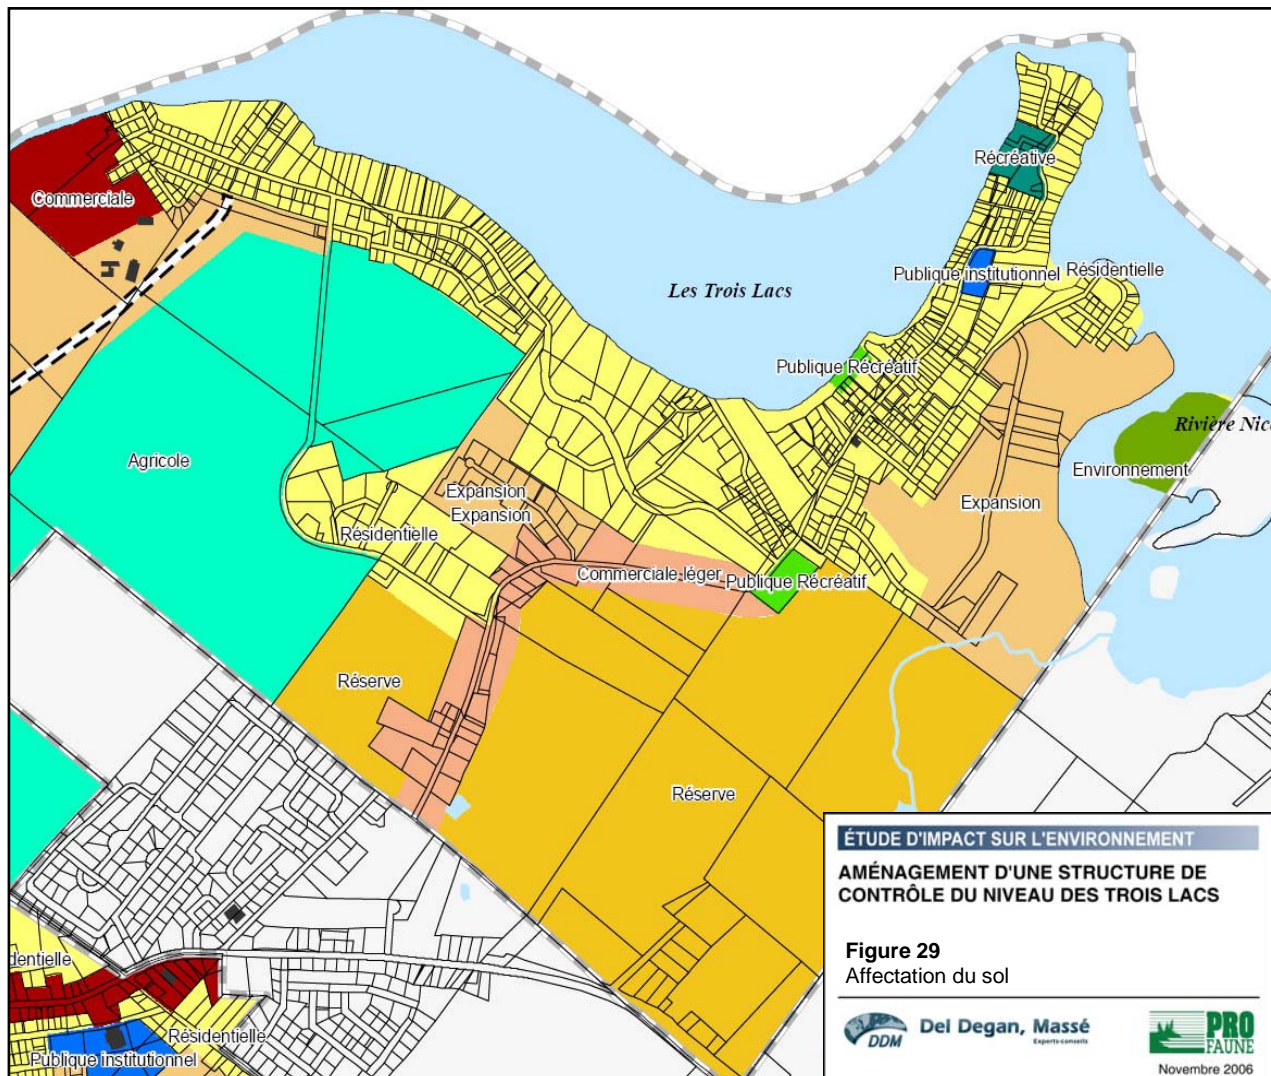 Récréative
Commerciale
Publique institutionnel
Résidentielle
Les Trois Lacs
Publique Récréatif
Rivière Nic
Agricole
Environnement
Expansion
Expansion
Expansion
Résidentielle
Commerciale léger
Publique Récréatif
Réserve
Réserve
dentielle
Résidentielle
Publique institutionnel
ÉTUDE D'IMPACT SUR L'ENVIRONNEMENT
AMÉNAGEMENT D'UNE STRUCTURE DE
CONTRÔLE DU NIVEAU DES TROIS LACS
Figure 29
Affectation du sol
DDM
Del Degan, Massé
Experts-conseils
PRO
FAUNE
Novembre 2006